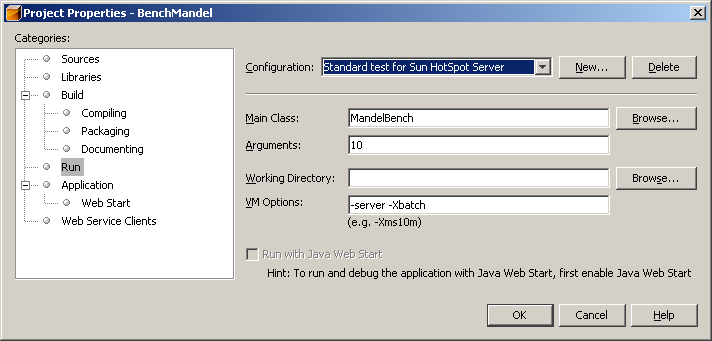 Project Properties - BenchMandel
Categories:
Sources
Libraries
Build
Compiling
Packaging
Documenting
Run
Application
Web Start
Web Service Clients
Configuration: Standard test for Sun HotSpot Server New... Delete
Main Class: MandelBench Browse...
Arguments: 10
Working Directory: Browse...
VM Options: -server -Xbatch
(e.g. -Xms10m)
Run with Java Web Start
Hint: To run and debug the application with Java Web Start, first enable Java Web Start
OK Cancel Help